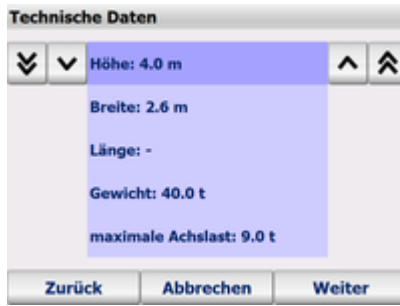 Technische Daten
Höhe: 4.0 m
Breite: 2.6 m
Länge: -
Gewicht: 40.0 t
maximale Achslast: 9.0 t
Zurück Abbrechen Weiter